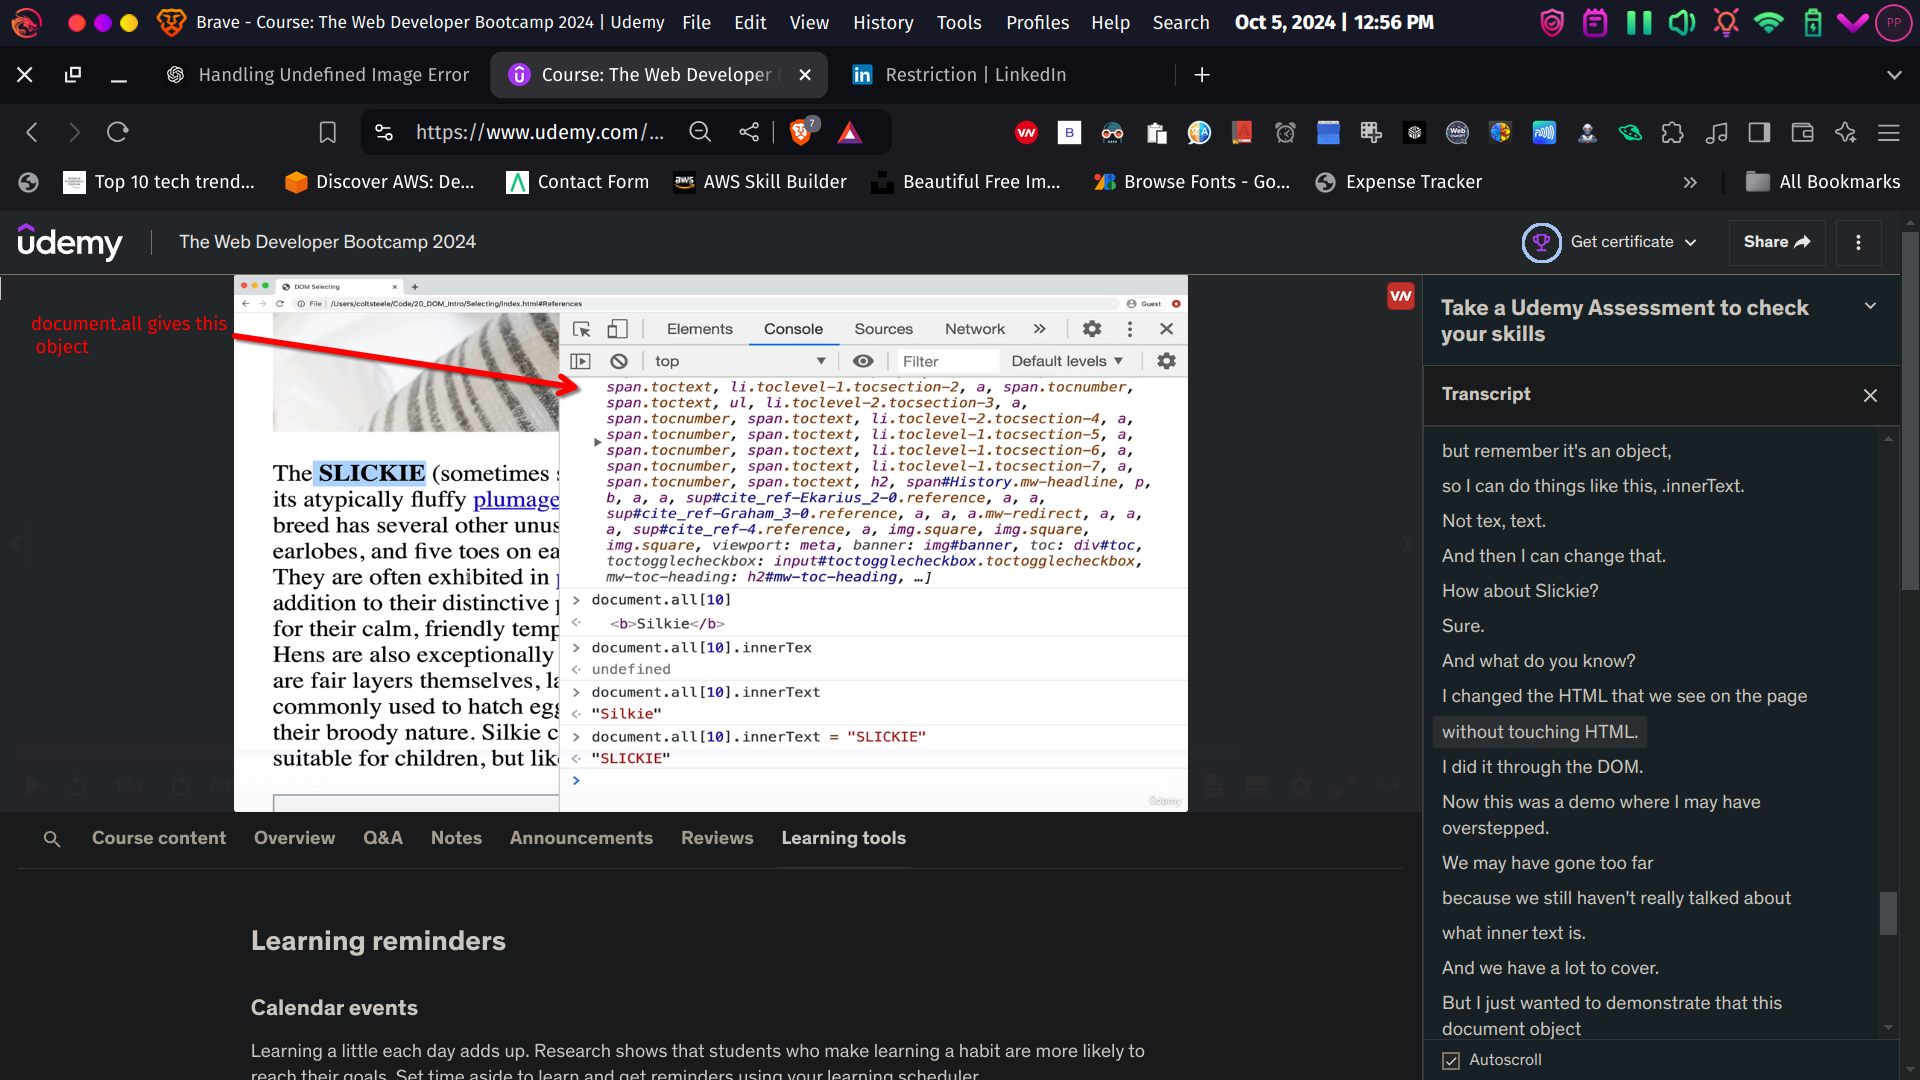 Brave - Course: The Web Developer Bootcamp 2024 | Udemy File Edit View History Tools Profiles Help Search Oct 5, 2024 | 12:56 PM PP
Handling Undefined Image Error Course: The Web Developer Restriction | LinkedIn
https://www.udemy.com/... 7
Top 10 tech trend... Discover AWS: De... Contact Form AWS Skill Builder Beautiful Free Im... Browse Fonts - Go... Expense Tracker All Bookmarks
udemy The Web Developer Bootcamp 2024 Get certificate Share
DOM Selecting
File /Users/coltsteele/Code/20_DOM_Intro/Selecting/index.html#References Guest
document.all gives this
object
Elements Console Sources Network
top Filter Default levels
span.toctext, li.toclevel-1.tocsection-2, a, span.tocnumber,
span.toctext, ul, li.toclevel-2.tocsection-3, a,
span.tocnumber, span.toctext, li.toclevel-2.tocsection-4, a,
span.tocnumber, span.toctext, li.toclevel-1.tocsection-5, a,
span.tocnumber, span.toctext, li.toclevel-1.tocsection-6, a,
span.tocnumber, span.toctext, li.toclevel-1.tocsection-7, a,
span.tocnumber, span.toctext, h2, span#History.mw-headline, p,
b, a, a, sup#cite_ref-Ekarius_2-0.reference, a, a,
sup#cite_ref-Graham_3-0.reference, a, a, a.mw-redirect, a, a,
a, sup#cite_ref-4.reference, a, img.square, img.square,
img.square, viewport: meta, banner: img#banner, toc: div#toc,
toctogglecheckbox: input#toctogglecheckbox.toctogglecheckbox,
mw-toc-heading: h2#mw-toc-heading, …]
> document.all[10]
<b>Silkie</b>
> document.all[10].innerTex
undefined
> document.all[10].innerText
"Silkie"
> document.all[10].innerText = "SLICKIE"
"SLICKIE"
>
The SLICKIE (sometimes s
its atypically fluffy plumage
breed has several other unus
earlobes, and five toes on ea
They are often exhibited in
addition to their distinctive
for their calm, friendly temp
Hens are also exceptionally
are fair layers themselves, la
commonly used to hatch egg
their broody nature. Silkie c
suitable for children, but lik
udemy
Take a Udemy Assessment to check
your skills
Transcript
but remember it's an object,
so I can do things like this, .innerText.
Not tex, text.
And then I can change that.
How about Slickie?
Sure.
And what do you know?
I changed the HTML that we see on the page
without touching HTML.
I did it through the DOM.
Now this was a demo where I may have
overstepped.
We may have gone too far
because we still haven't really talked about
what inner text is.
And we have a lot to cover.
But I just wanted to demonstrate that this
document object
Autoscroll
Course content Overview Q&A Notes Announcements Reviews Learning tools
Learning reminders
Calendar events
Learning a little each day adds up. Research shows that students who make learning a habit are more likely to
reach their goals. Set time aside to learn and get reminders using your learning scheduler.